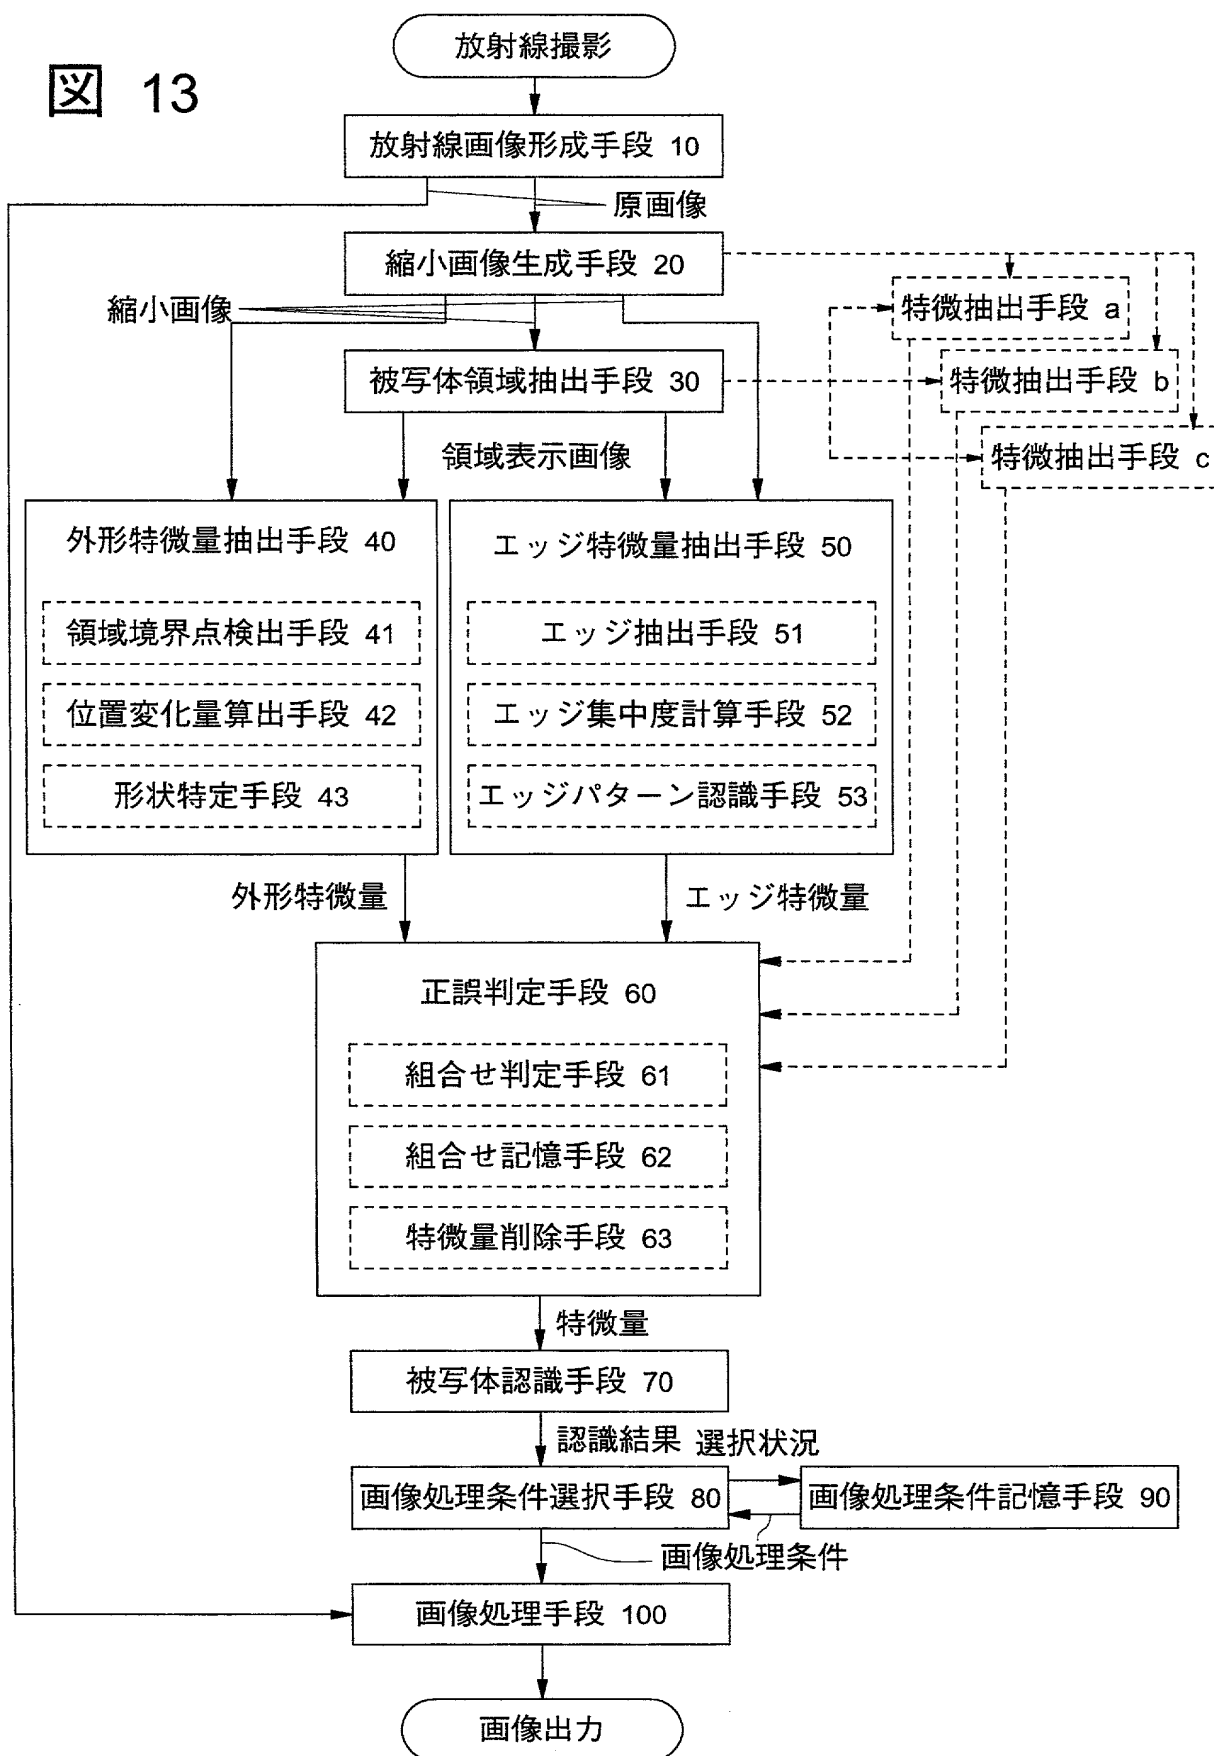 放射線撮影
図 13
放射線画像形成手段 10
原画像
縮小画像生成手段 20
縮小画像
特徴抽出手段 a
被写体領域抽出手段 30
特徴抽出手段 b
領域表示画像
特徴抽出手段 c
外形特徴量抽出手段 40
エッジ特徴量抽出手段 50
領域境界点検出手段 41
エッジ抽出手段 51
位置変化量算出手段 42
エッジ集中度計算手段 52
形状特定手段 43
エッジパターン認識手段 53
外形特徴量
エッジ特徴量
正誤判定手段 60
組合せ判定手段 61
組合せ記憶手段 62
特徴量削除手段 63
特徴量
被写体認識手段 70
認識結果
選択状況
画像処理条件選択手段 80
画像処理条件記憶手段 90
画像処理条件
画像処理手段 100
画像出力